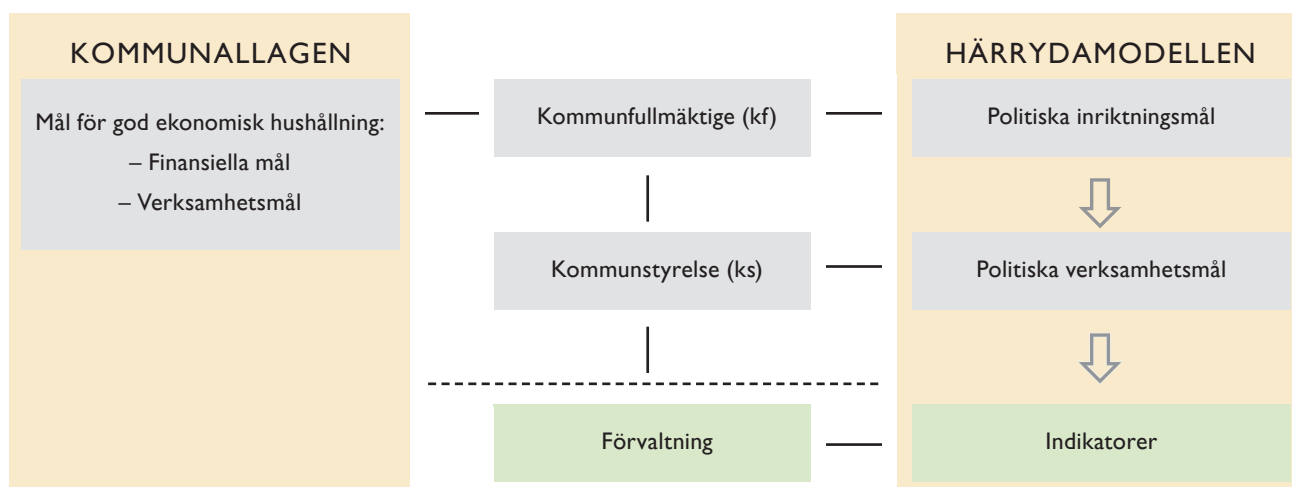 KOMMUNALLAGEN
Mål för god ekonomisk hushållning:
– Finansiella mål
– Verksamhetsmål
Kommunfullmäktige (kf)
Kommunstyrelse (ks)
Förvaltning
HÄRRYDAMODELLEN
Politiska inriktningsmål
Politiska verksamhetsmål
Indikatorer